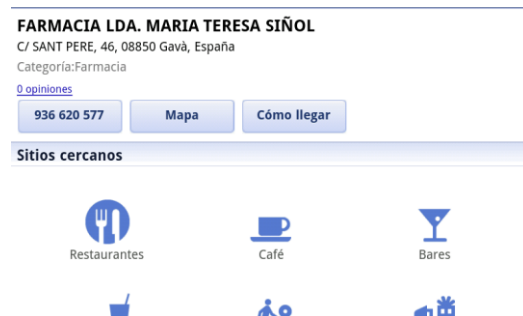 FARMACIA LDA. MARIA TERESA SIÑOL
C/ SANT PERE, 46, 08850 Gavà, España
Categoría:Farmacia
0 opiniones
936 620 577 Mapa Cómo llegar
Sitios cercanos
Restaurantes Café Bares